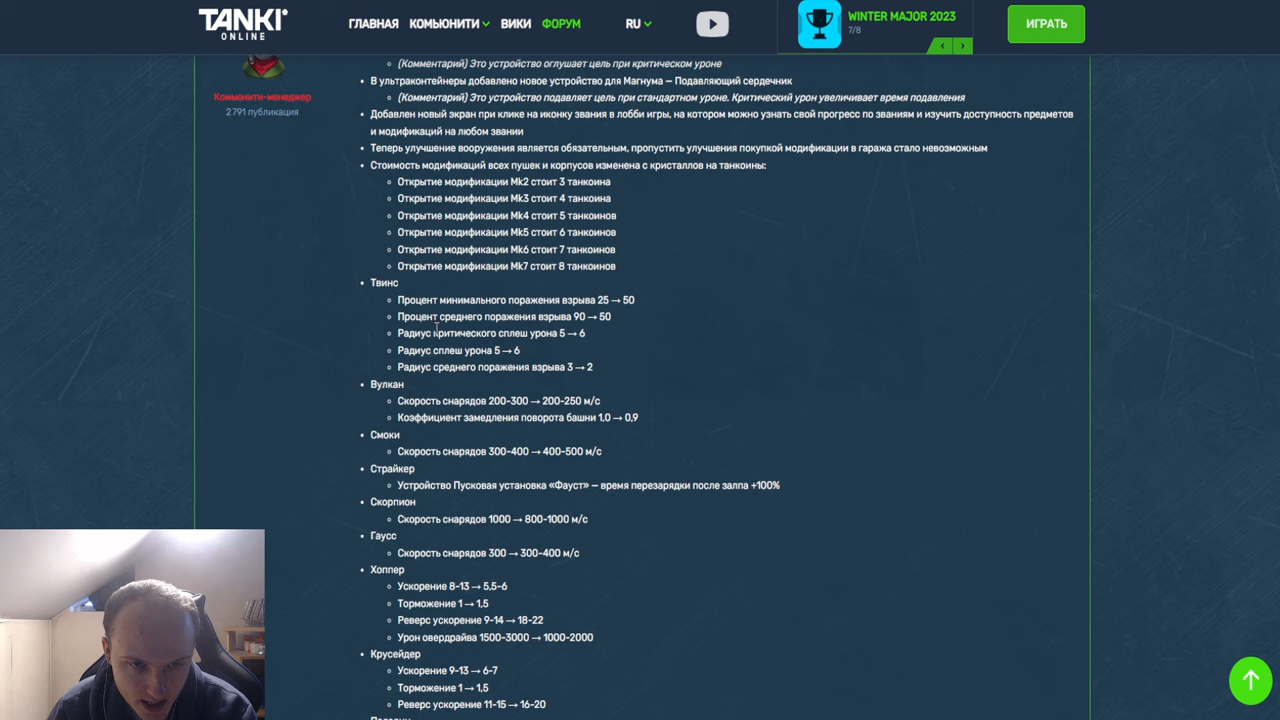 TANKI
ONLINE
ГЛАВНАЯ
КОМЬЮНИТИ
ВИКИ
ФОРУМ
RU
WINTER MAJOR 2023
7/8
ИГРАТЬ
(Комментарий) Это устройство оглушает цель при критическом уроне
Комьюнити-менеджер
2 791 публикация
В ультраконтейнеры добавлено новое устройство для Магнума — Подавляющий сердечник
(Комментарий) Это устройство подавляет цель при стандартном уроне. Критический урон увеличивает время подавления
Добавлен новый экран при клике на иконку звания в лобби игры, на котором можно узнать свой прогресс по званиям и изучить доступность предметов
и модификаций на любом звании
Теперь улучшение вооружения является обязательным, пропустить улучшения покупкой модификации в гаража стало невозможным
Стоимость модификаций всех пушек и корпусов изменена с кристаллов на танкоины:
Открытие модификации Mk2 стоит 3 танкоина
Открытие модификации Mk3 стоит 4 танкоина
Открытие модификации Mk4 стоит 5 танкоинов
Открытие модификации Mk5 стоит 6 танкоинов
Открытие модификации Mk6 стоит 7 танкоинов
Открытие модификации Mk7 стоит 8 танкоинов
Твинс
Процент минимального поражения взрыва 25 → 50
Процент среднего поражения взрыва 90 → 50
Радиус критического сплеш урона 5 → 6
Радиус сплеш урона 5 → 6
Радиус среднего поражения взрыва 3 → 2
Вулкан
Скорость снарядов 200-300 → 200-250 м/с
Коэффициент замедления поворота башни 1,0 → 0,9
Смоки
Скорость снарядов 300-400 → 400-500 м/с
Страйкер
Устройство Пусковая установка «Фауст» — время перезарядки после залпа +100%
Скорпион
Скорость снарядов 1000 → 800-1000 м/с
Гаусс
Скорость снарядов 300 → 300-400 м/с
Хоппер
Ускорение 8-13 → 5,5-6
Торможение 1 → 1,5
Реверс ускорение 9-14 → 18-22
Урон овердрайва 1500-3000 → 1000-2000
Крусейдер
Ускорение 9-13 → 6-7
Торможение 1 → 1,5
Реверс ускорение 11-15 → 16-20